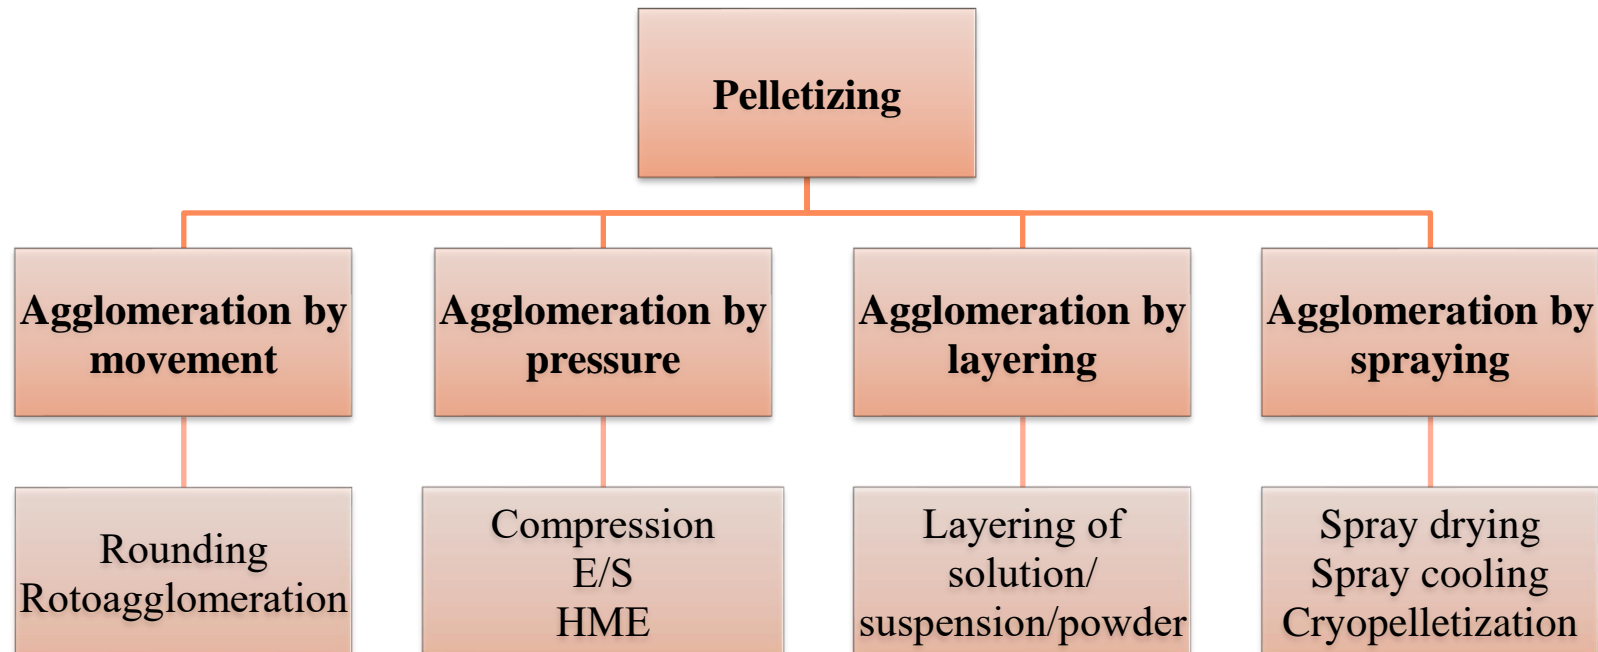 Pelletizing
Agglomeration by
movement
Agglomeration by
pressure
Agglomeration by
layering
Agglomeration by
spraying
Rounding
Rotoagglomeration
Compression
E/S
HME
Layering of
solution/
suspension/powder
Spray drying
Spray cooling
Cryopelletization